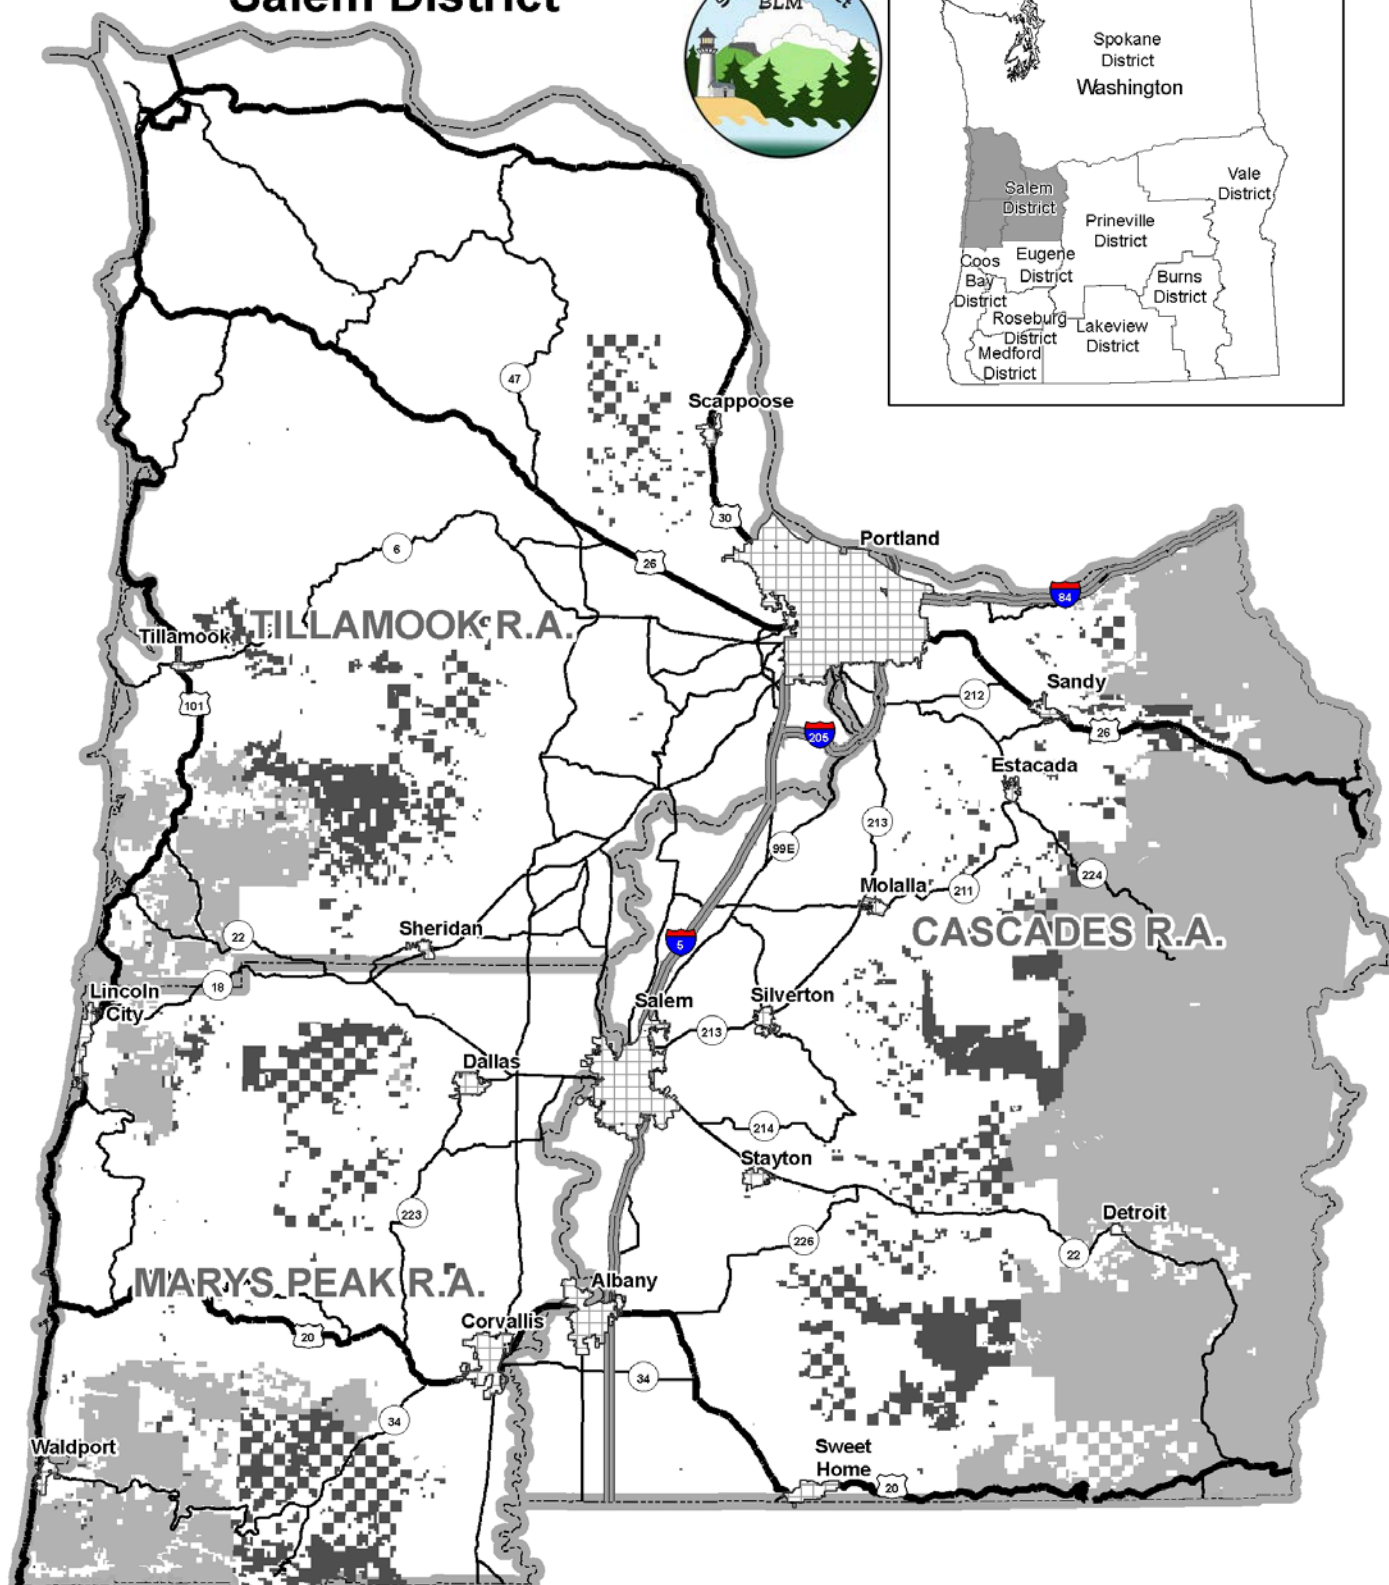 Salem District
BLM
Spokane
District
Washington
Vale
District
Salem
District
Prineville
District
Coos
Bay
District
Eugene
District
Burns
District
Roseburg
District
Lakeview
District
Medford
District
47
Scappoose
30
Portland
6
26
84
TILLAMOOK R.A.
Tillamook
101
212
Sandy
26
205
Estacada
213
99E
224
Molalla
211
CASCADES R.A.
Sheridan
22
5
18
Lincoln
City
Salem
Silverton
213
Dallas
214
Stayton
223
Detroit
226
22
MARYS PEAK R.A.
Albany
Corvallis
20
34
34
Waldport
Sweet
Home
20